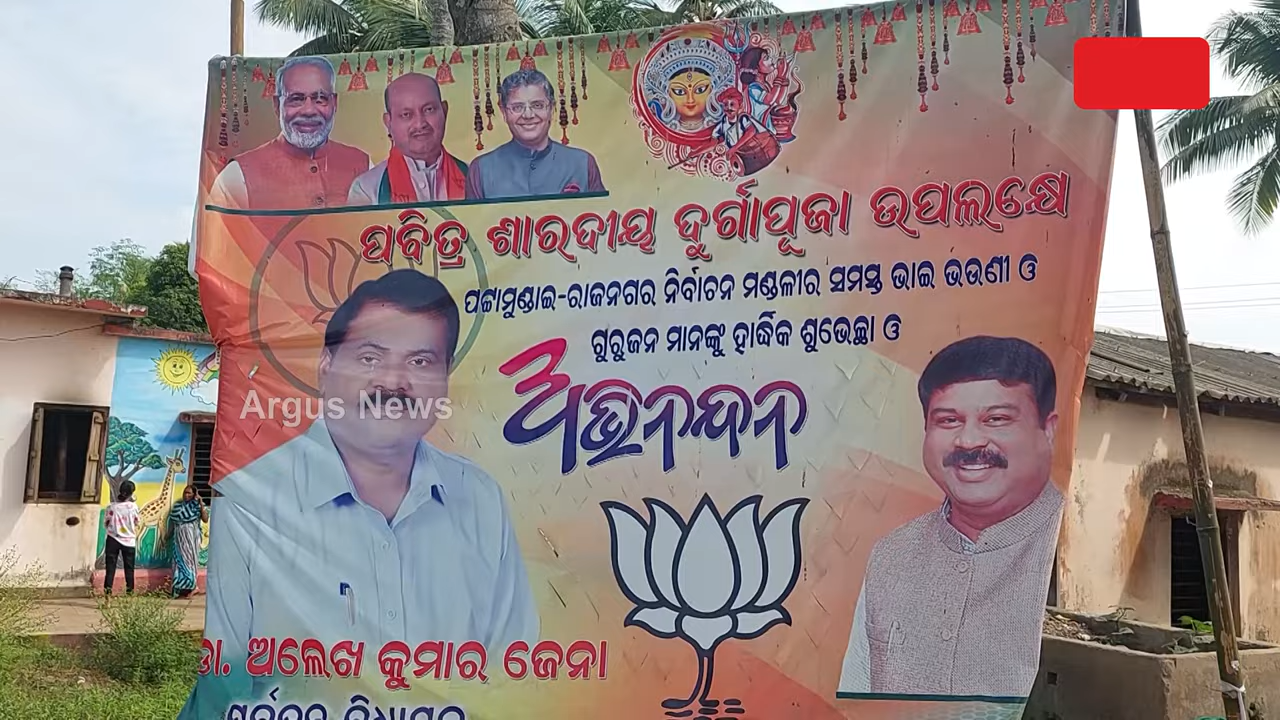 ପବିତ୍ର ଶାରଦୀୟ ଦୁର୍ଗାପୂଜା ଉପଲକ୍ଷେ
ପଟ୍ଟାମୁଣ୍ଡାଇ-ରାଜନଗର ନିର୍ବାଚନ ମଣ୍ଡଳୀର ସମସ୍ତ ଭାଇ ଭଉଣୀ ଓ
ଗୁରୁଜନ ମାନଙ୍କୁ ହାର୍ଦ୍ଧିକ ଶୁଭେଚ୍ଛା ଓ
ଅଭିନନ୍ଦନ
Argus News
ଡା. ଅଲେଖ କୁମାର ଜେନା